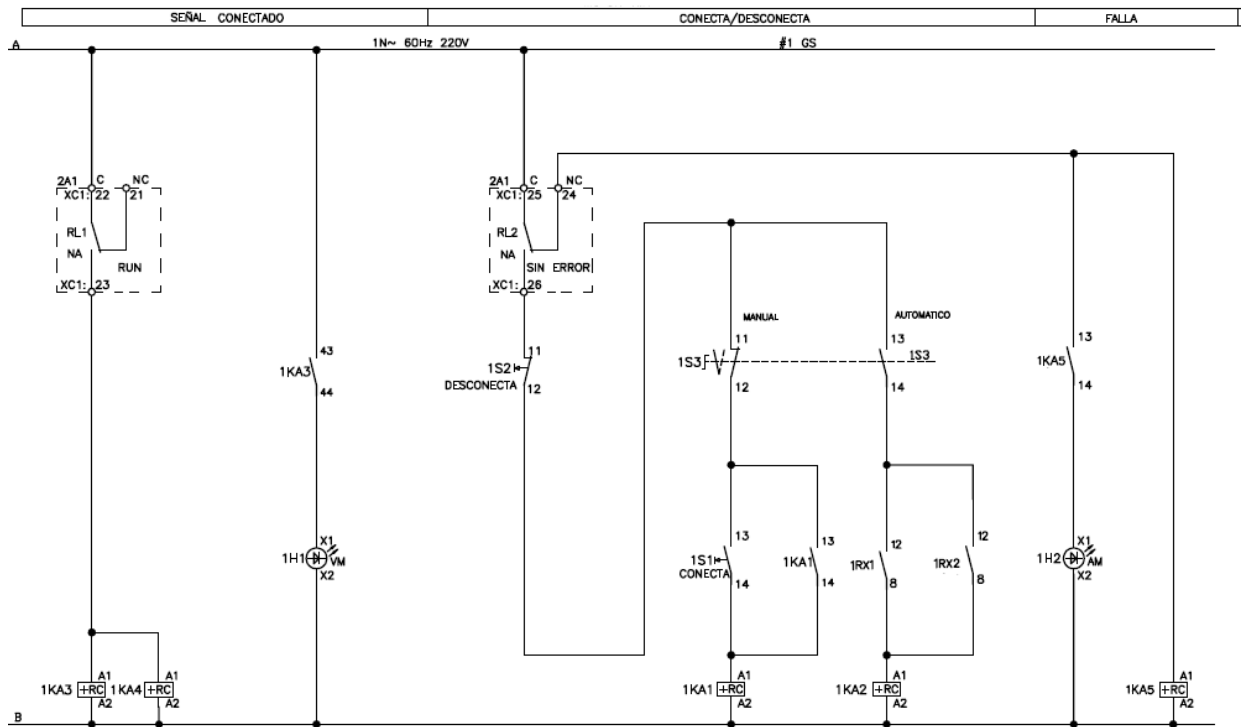 SEÑAL CONECTADO
CONECTA/DESCONECTA
FALLA
A
1N~ 60Hz 220V
#1 GS
2A1 C NC
XC1: 22 21
RL1
NA RUN
XC1: 23
2A1 C NC
XC1: 25 24
RL2
NA SIN ERROR
XC1: 26
MANUAL
AUTOMATICO
43
1KA3
44
11
1S2
DESCONECTA 12
11
1S3
12
13
1S3
14
13
1KA5
14
X1
1H1 VM
X2
13
1S1
CONECTA
14
13
1KA1
14
12
1RX1
8
12
1RX2
8
X1
1H2 AM
X2
A1
1KA3 +RC
A2
A1
1KA4 +RC
A2
A1
1KA1 +RC
A2
A1
1KA2 +RC
A2
A1
1KA5 +RC
A2
B